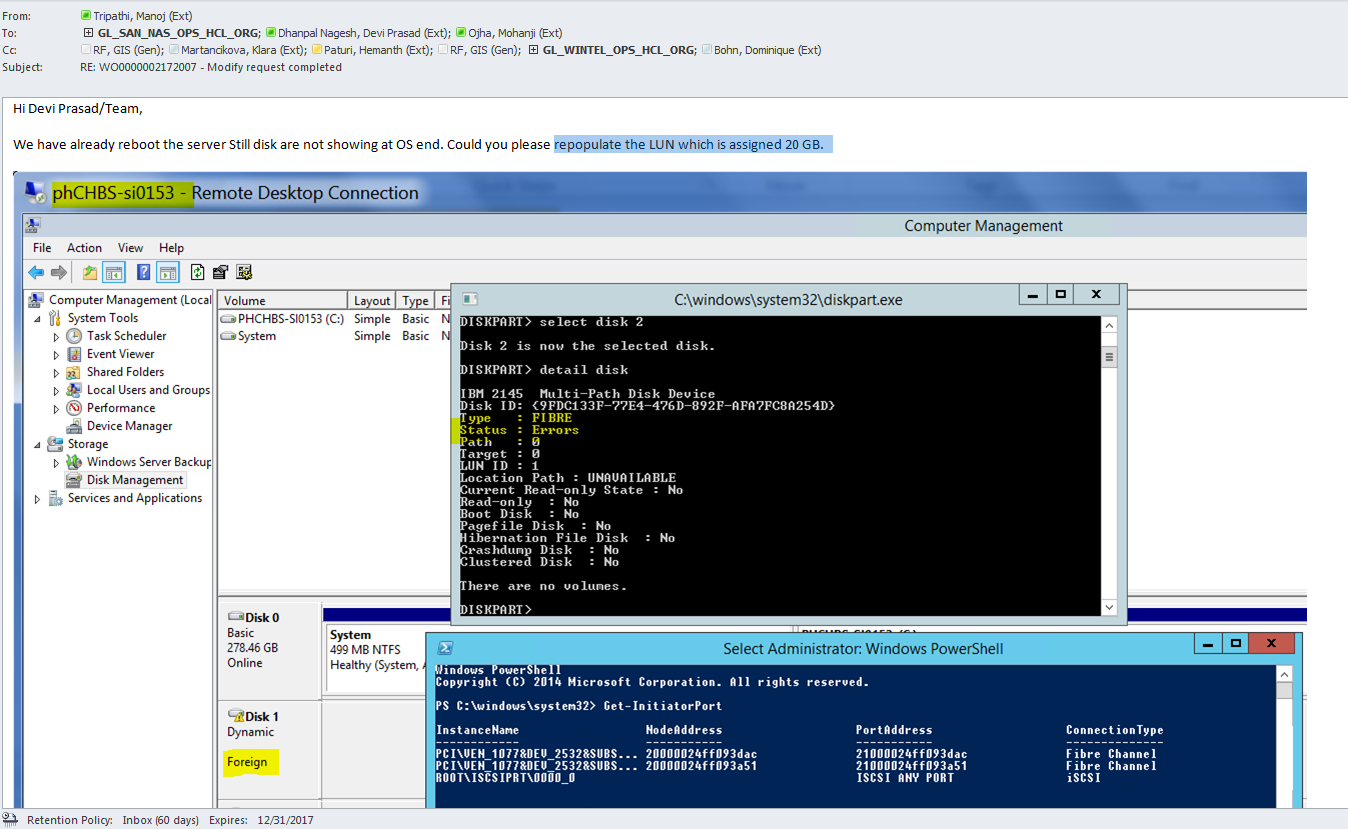 From: Tripathi, Manoj (Ext)
To: GL_SAN_NAS_OPS_HCL_ORG; Dhanpal Nagesh, Devi Prasad (Ext); Ojha, Mohanji (Ext)
Cc: RF, GIS (Gen); Martancikova, Klara (Ext); Paturi, Hemanth (Ext); RF, GIS (Gen); GL_WINTEL_OPS_HCL_ORG; Bohn, Dominique (Ext)
Subject: RE: WO0000002172007 - Modify request completed
Hi Devi Prasad/Team,
We have already reboot the server Still disk are not showing at OS end. Could you please repopulate the LUN which is assigned 20 GB.
phCHBS-si0153 - Remote Desktop Connection
Computer Management
File Action View Help
Computer Management (Local
System Tools
Task Scheduler
Event Viewer
Shared Folders
Local Users and Groups
Performance
Device Manager
Storage
Windows Server Backup
Disk Management
Services and Applications
Volume Layout Type Fi
PHCHBS-SI0153 (C:) Simple Basic N
System Simple Basic N
C:\windows\system32\diskpart.exe
DISKPART> select disk 2
Disk 2 is now the selected disk.
DISKPART> detail disk
IBM 2145 Multi-Path Disk Device
Disk ID: {9FDC133F-77E4-476D-892F-AFA7FC8A254D}
Type : FIBRE
Status : Errors
Path : 0
Target : 0
LUN ID : 1
Location Path : UNAVAILABLE
Current Read-only State : No
Read-only : No
Boot Disk : No
Pagefile Disk : No
Hibernation File Disk : No
Crashdump Disk : No
Clustered Disk : No
There are no volumes.
DISKPART>
Disk 0
Basic
278.46 GB
Online
System
499 MB NTFS
Healthy (System, A
PHCHBS-SI0153 (C:)
Disk 1
Dynamic
Foreign
Select Administrator: Windows PowerShell
Windows PowerShell
Copyright (C) 2014 Microsoft Corporation. All rights reserved.
PS C:\windows\system32> Get-InitiatorPort
InstanceName NodeAddress PortAddress ConnectionType
------------ ----------- ----------- --------------
PCI\VEN_1077&DEV_2532&SUBS... 20000024ff093dac 21000024ff093dac Fibre Channel
PCI\VEN_1077&DEV_2532&SUBS... 20000024ff093a51 21000024ff093a51 Fibre Channel
ROOT\ISCSIPRT\0000_0 ISCSI ANY PORT iSCSI
Retention Policy: Inbox (60 days) Expires: 12/31/2017